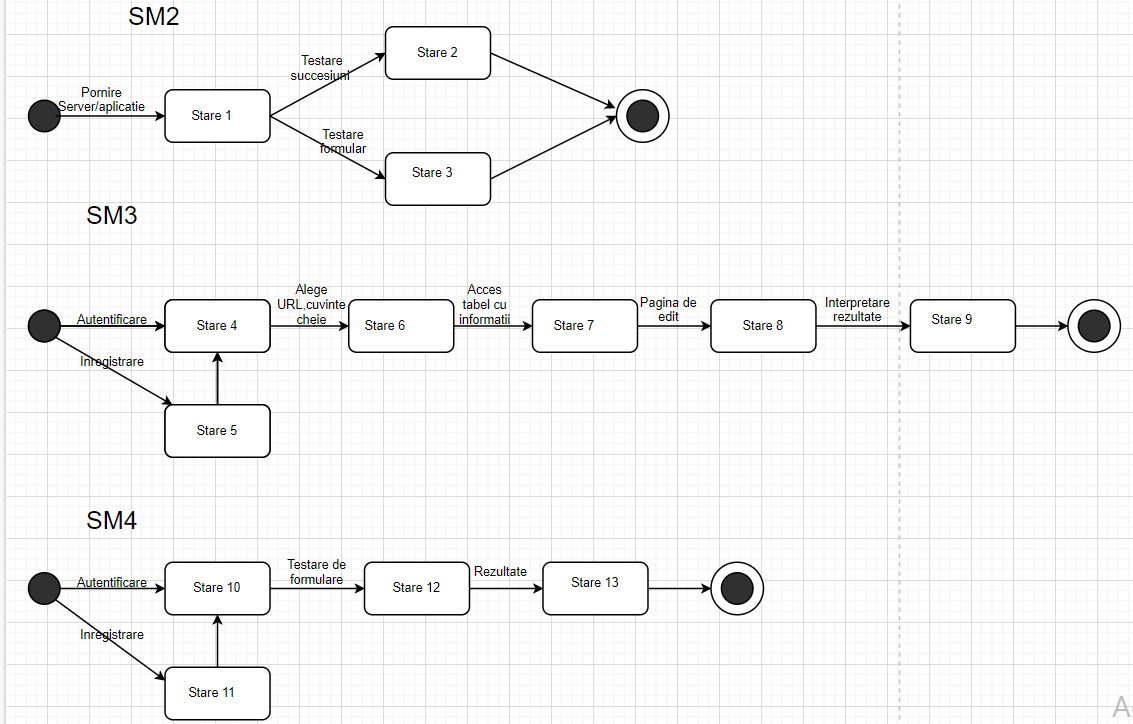 SM2
Pornire
Server/aplicatie
Stare 1
Testare
succesiuni
Testare
formular
Stare 2
Stare 3
SM3
Autentificare
Inregistrare
Stare 4
Stare 5
Alege
URL,cuvinte
cheie
Stare 6
Acces
tabel cu
informatii
Stare 7
Pagina de
edit
Stare 8
Interpretare
rezultate
Stare 9
SM4
Autentificare
Inregistrare
Stare 10
Stare 11
Testare de
formulare
Stare 12
Rezultate
Stare 13